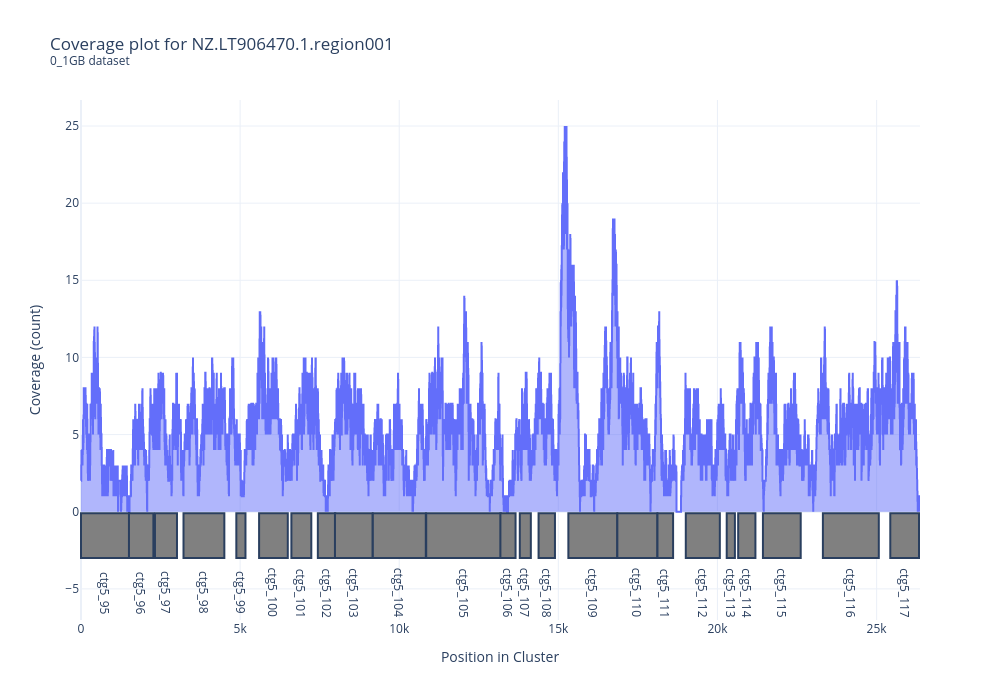 Coverage plot for NZ.LT906470.1.region001
0_1GB dataset
25
20
15
10
5
0
−5
Coverage (count)
ctg5_95
ctg5_96
ctg5_97
ctg5_98
ctg5_99
ctg5_100
ctg5_101
ctg5_102
ctg5_103
ctg5_104
ctg5_105
ctg5_106
ctg5_107
ctg5_108
ctg5_109
ctg5_110
ctg5_111
ctg5_112
ctg5_113
ctg5_114
ctg5_115
ctg5_116
ctg5_117
0
5k
10k
15k
20k
25k
Position in Cluster